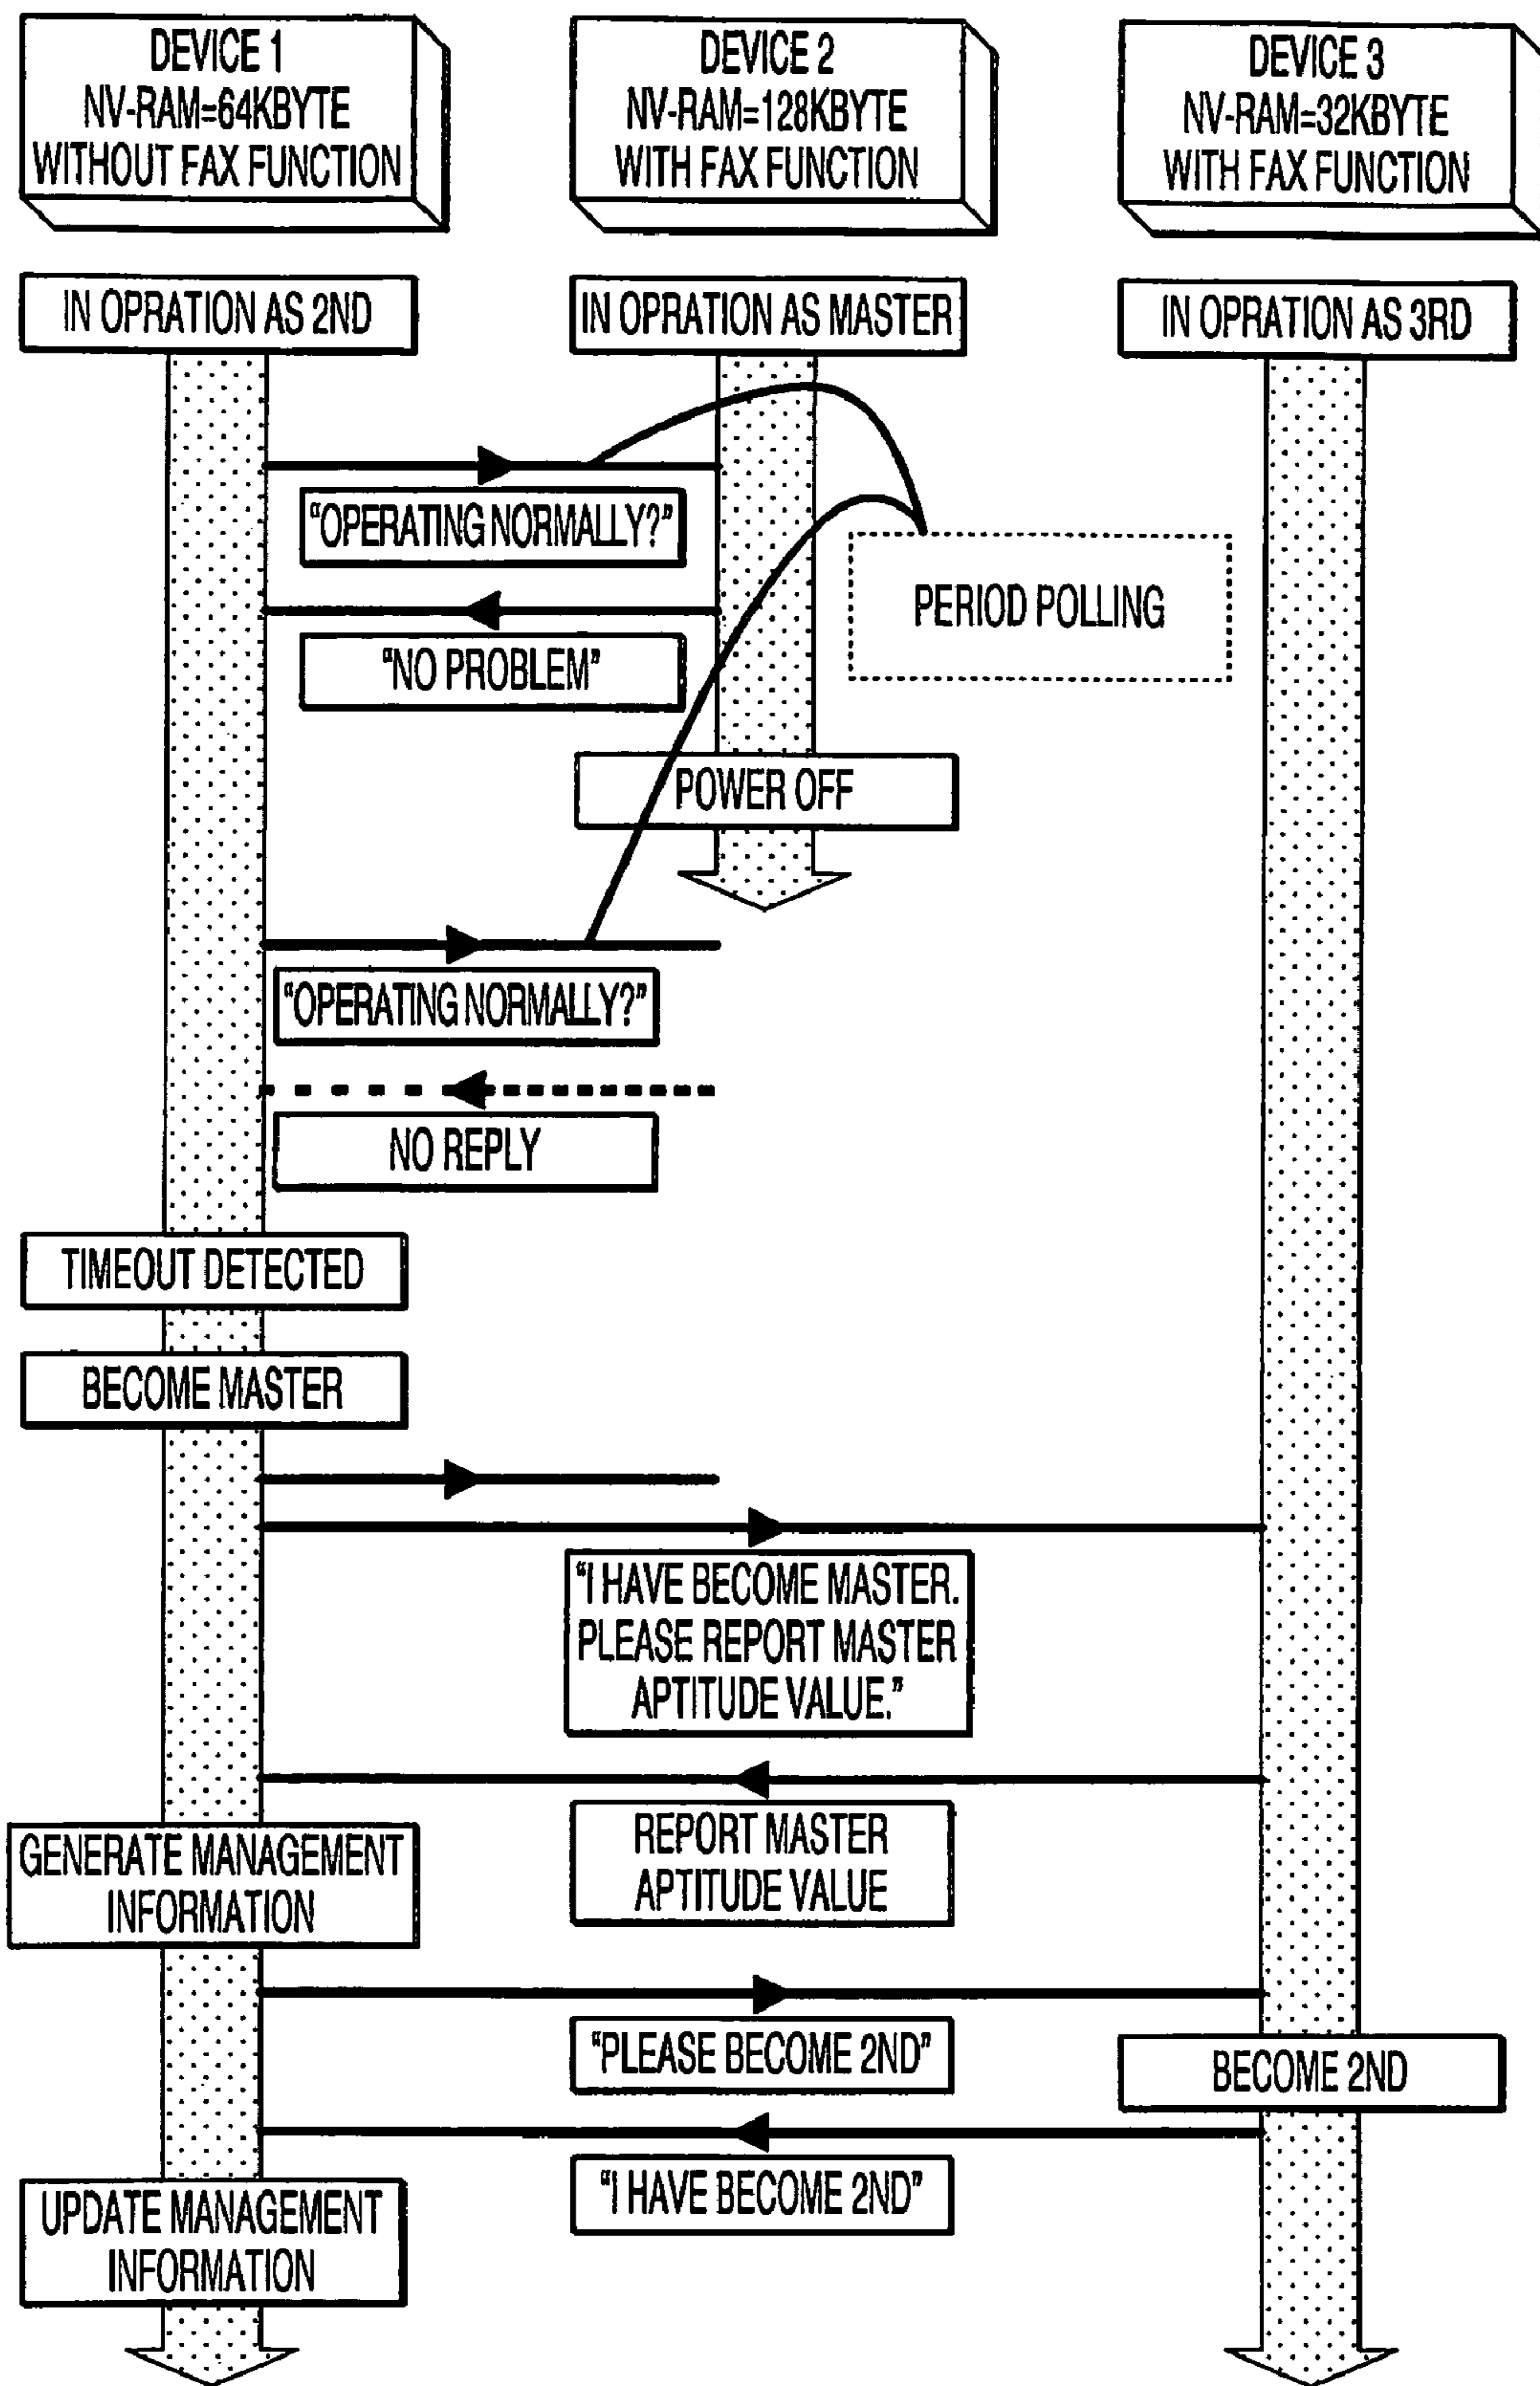 DEVICE 1
NV-RAM=64KBYTE
WITHOUT FAX FUNCTION
DEVICE 2
NV-RAM=128KBYTE
WITH FAX FUNCTION
DEVICE 3
NV-RAM=32KBYTE
WITH FAX FUNCTION
IN OPRATION AS 2ND
IN OPRATION AS MASTER
IN OPRATION AS 3RD
“OPERATING NORMALLY?”
PERIOD POLLING
“NO PROBLEM”
POWER OFF
“OPERATING NORMALLY?”
NO REPLY
TIMEOUT DETECTED
BECOME MASTER
“I HAVE BECOME MASTER.
PLEASE REPORT MASTER
APTITUDE VALUE.”
REPORT MASTER
APTITUDE VALUE
GENERATE MANAGEMENT
INFORMATION
“PLEASE BECOME 2ND”
BECOME 2ND
“I HAVE BECOME 2ND”
UPDATE MANAGEMENT
INFORMATION